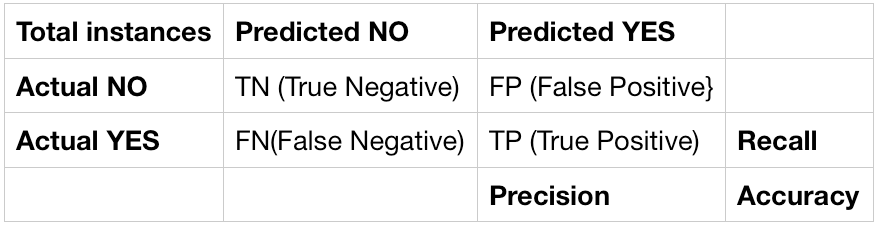 Total instances Predicted NO Predicted YES
Actual NO TN (True Negative) FP (False Positive}
Actual YES FN(False Negative) TP (True Positive) Recall
Precision Accuracy